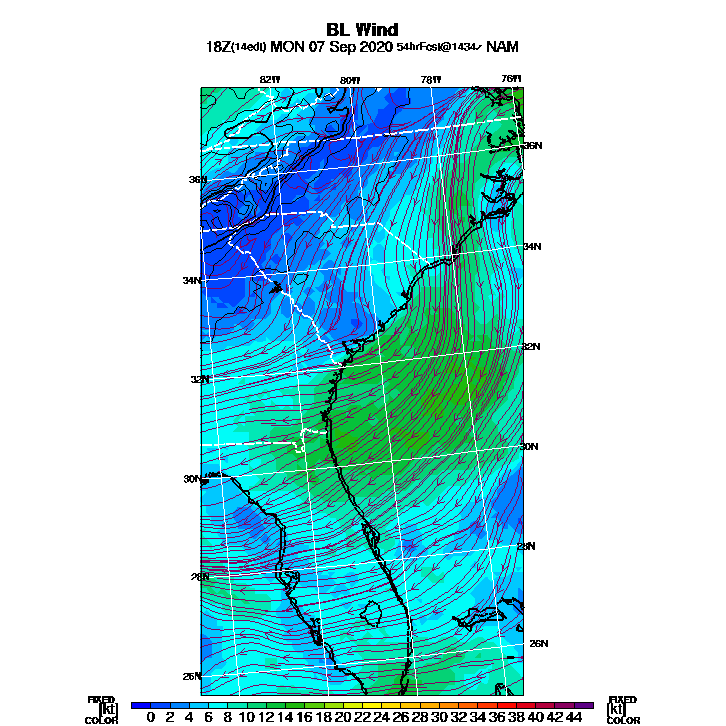 BL Wind
18Z(14edt) MON 07 Sep 2020 54hrFcst@1434z NAM
82W 80W 78W 76W
36N
36N
34N
34N
32N
32N
30N
30N
28N
28N
26N
26N
FIXED FIXED
[kt] 0 2 4 6 8 10 12 14 16 18 20 22 24 26 28 30 32 34 36 38 40 42 44 [kt]
COLOR COLOR